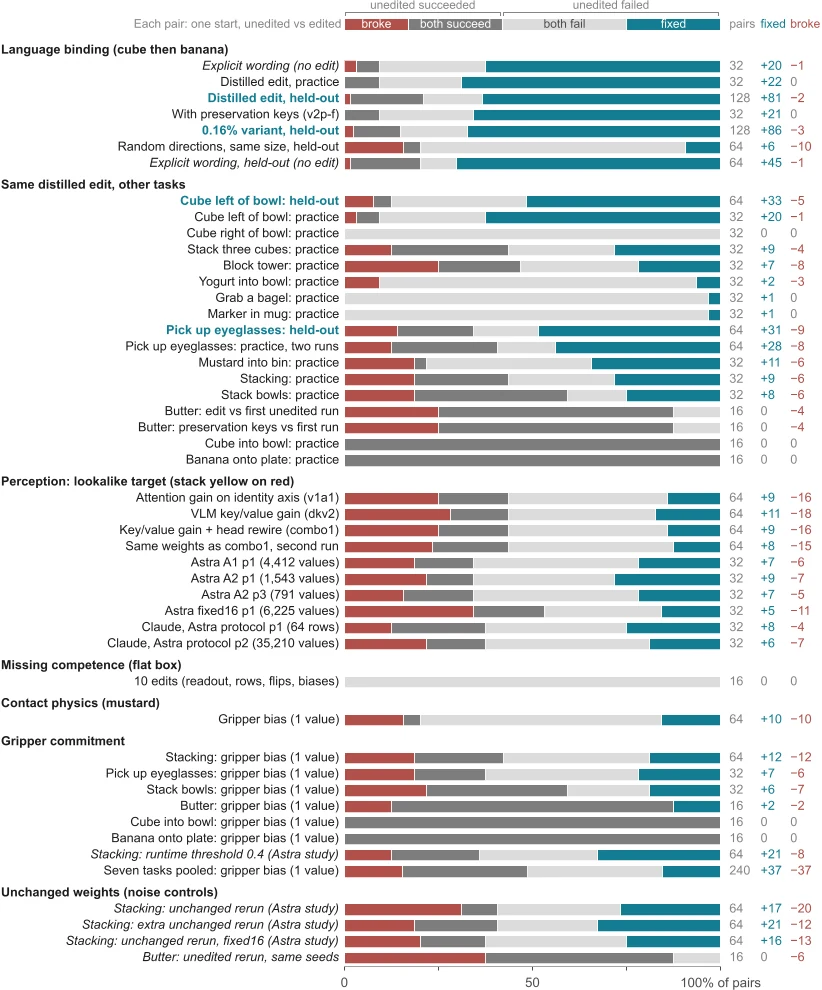 unedited succeeded unedited failed
Each pair: one start, unedited vs edited broke both succeed both fail fixed pairs fixed broke
Language binding (cube then banana)
Explicit wording (no edit) 32 +20 −1
Distilled edit, practice 32 +22 0
Distilled edit, held-out 128 +81 −2
With preservation keys (v2p-f) 32 +21 0
0.16% variant, held-out 128 +86 −3
Random directions, same size, held-out 64 +6 −10
Explicit wording, held-out (no edit) 64 +45 −1
Same distilled edit, other tasks
Cube left of bowl: held-out 64 +33 −5
Cube left of bowl: practice 32 +20 −1
Cube right of bowl: practice 32 0 0
Stack three cubes: practice 32 +9 −4
Block tower: practice 32 +7 −8
Yogurt into bowl: practice 32 +2 −3
Grab a bagel: practice 32 +1 0
Marker in mug: practice 32 +1 0
Pick up eyeglasses: held-out 64 +31 −9
Pick up eyeglasses: practice, two runs 64 +28 −8
Mustard into bin: practice 32 +11 −6
Stacking: practice 32 +9 −6
Stack bowls: practice 32 +8 −6
Butter: edit vs first unedited run 16 0 −4
Butter: preservation keys vs first run 16 0 −4
Cube into bowl: practice 16 0 0
Banana onto plate: practice 16 0 0
Perception: lookalike target (stack yellow on red)
Attention gain on identity axis (v1a1) 64 +9 −16
VLM key/value gain (dkv2) 64 +11 −18
Key/value gain + head rewire (combo1) 64 +9 −16
Same weights as combo1, second run 64 +8 −15
Astra A1 p1 (4,412 values) 32 +7 −6
Astra A2 p1 (1,543 values) 32 +9 −7
Astra A2 p3 (791 values) 32 +7 −5
Astra fixed16 p1 (6,225 values) 32 +5 −11
Claude, Astra protocol p1 (64 rows) 32 +8 −4
Claude, Astra protocol p2 (35,210 values) 32 +6 −7
Missing competence (flat box)
10 edits (readout, rows, flips, biases) 16 0 0
Contact physics (mustard)
Gripper bias (1 value) 64 +10 −10
Gripper commitment
Stacking: gripper bias (1 value) 64 +12 −12
Pick up eyeglasses: gripper bias (1 value) 32 +7 −6
Stack bowls: gripper bias (1 value) 32 +6 −7
Butter: gripper bias (1 value) 16 +2 −2
Cube into bowl: gripper bias (1 value) 16 0 0
Banana onto plate: gripper bias (1 value) 16 0 0
Stacking: runtime threshold 0.4 (Astra study) 64 +21 −8
Seven tasks pooled: gripper bias (1 value) 240 +37 −37
Unchanged weights (noise controls)
Stacking: unchanged rerun (Astra study) 64 +17 −20
Stacking: extra unchanged rerun (Astra study) 64 +21 −12
Stacking: unchanged rerun, fixed16 (Astra study) 64 +16 −13
Butter: unedited rerun, same seeds 16 0 −6
0 50 100% of pairs